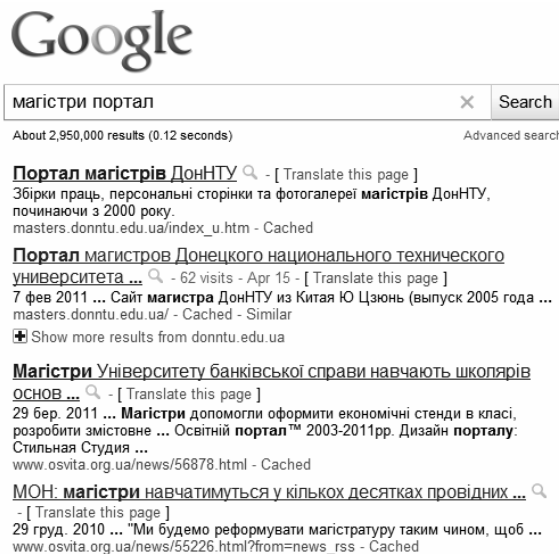 Google
магістри портал × Search
About 2,950,000 results (0.12 seconds) Advanced search
Портал магістрів ДонНТУ - [ Translate this page ]
Збірки праць, персональні сторінки та фотогалереї магістрів ДонНТУ,
починаючи з 2000 року.
masters.donntu.edu.ua/index_u.htm - Cached
Портал магистров Донецкого национального технического
университета ... - 62 visits - Apr 15 - [ Translate this page ]
7 фев 2011 ... Сайт магистра ДонНТУ из Китая Ю Цзюнь (выпуск 2005 года ...
masters.donntu.edu.ua/ - Cached - Similar
Show more results from donntu.edu.ua
Магістри Університету банківської справи навчають школярів
основ ... - [ Translate this page ]
29 бер. 2011 ... Магістри допомогли оформити економічні стенди в класі,
розробити змістовне ... Освітній портал™ 2003-2011рр. Дизайн порталу:
Стильная Студия ...
www.osvita.org.ua/news/56878.html - Cached
МОН: магістри навчатимуться у кількох десятках провідних ...
- [ Translate this page ]
29 груд. 2010 ... "Ми будемо реформувати магістратуру таким чином, щоб ...
www.osvita.org.ua/news/55226.html?from=news_rss - Cached